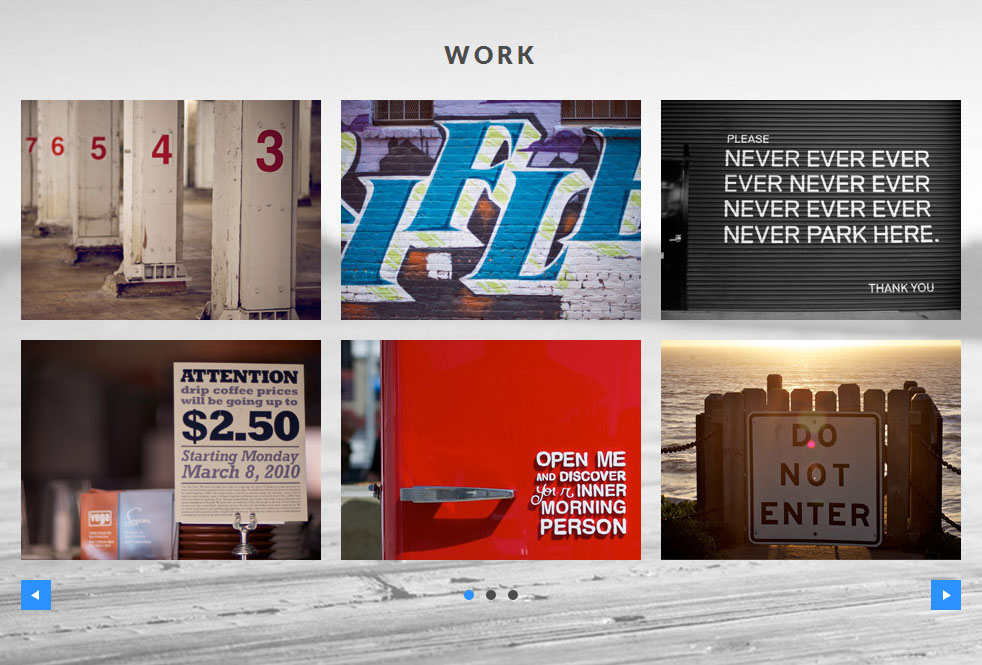 WORK
7 6 5 4 3
IFLE
PLEASE
NEVER EVER EVER
EVER NEVER EVER
NEVER EVER EVER
NEVER PARK HERE.
THANK YOU
ATTENTION
drip coffee prices
will be going up to
$2.50
Starting Monday
March 8, 2010
vega
OPEN ME
AND DISCOVER
your INNER
MORNING
PERSON
DO
NOT
ENTER